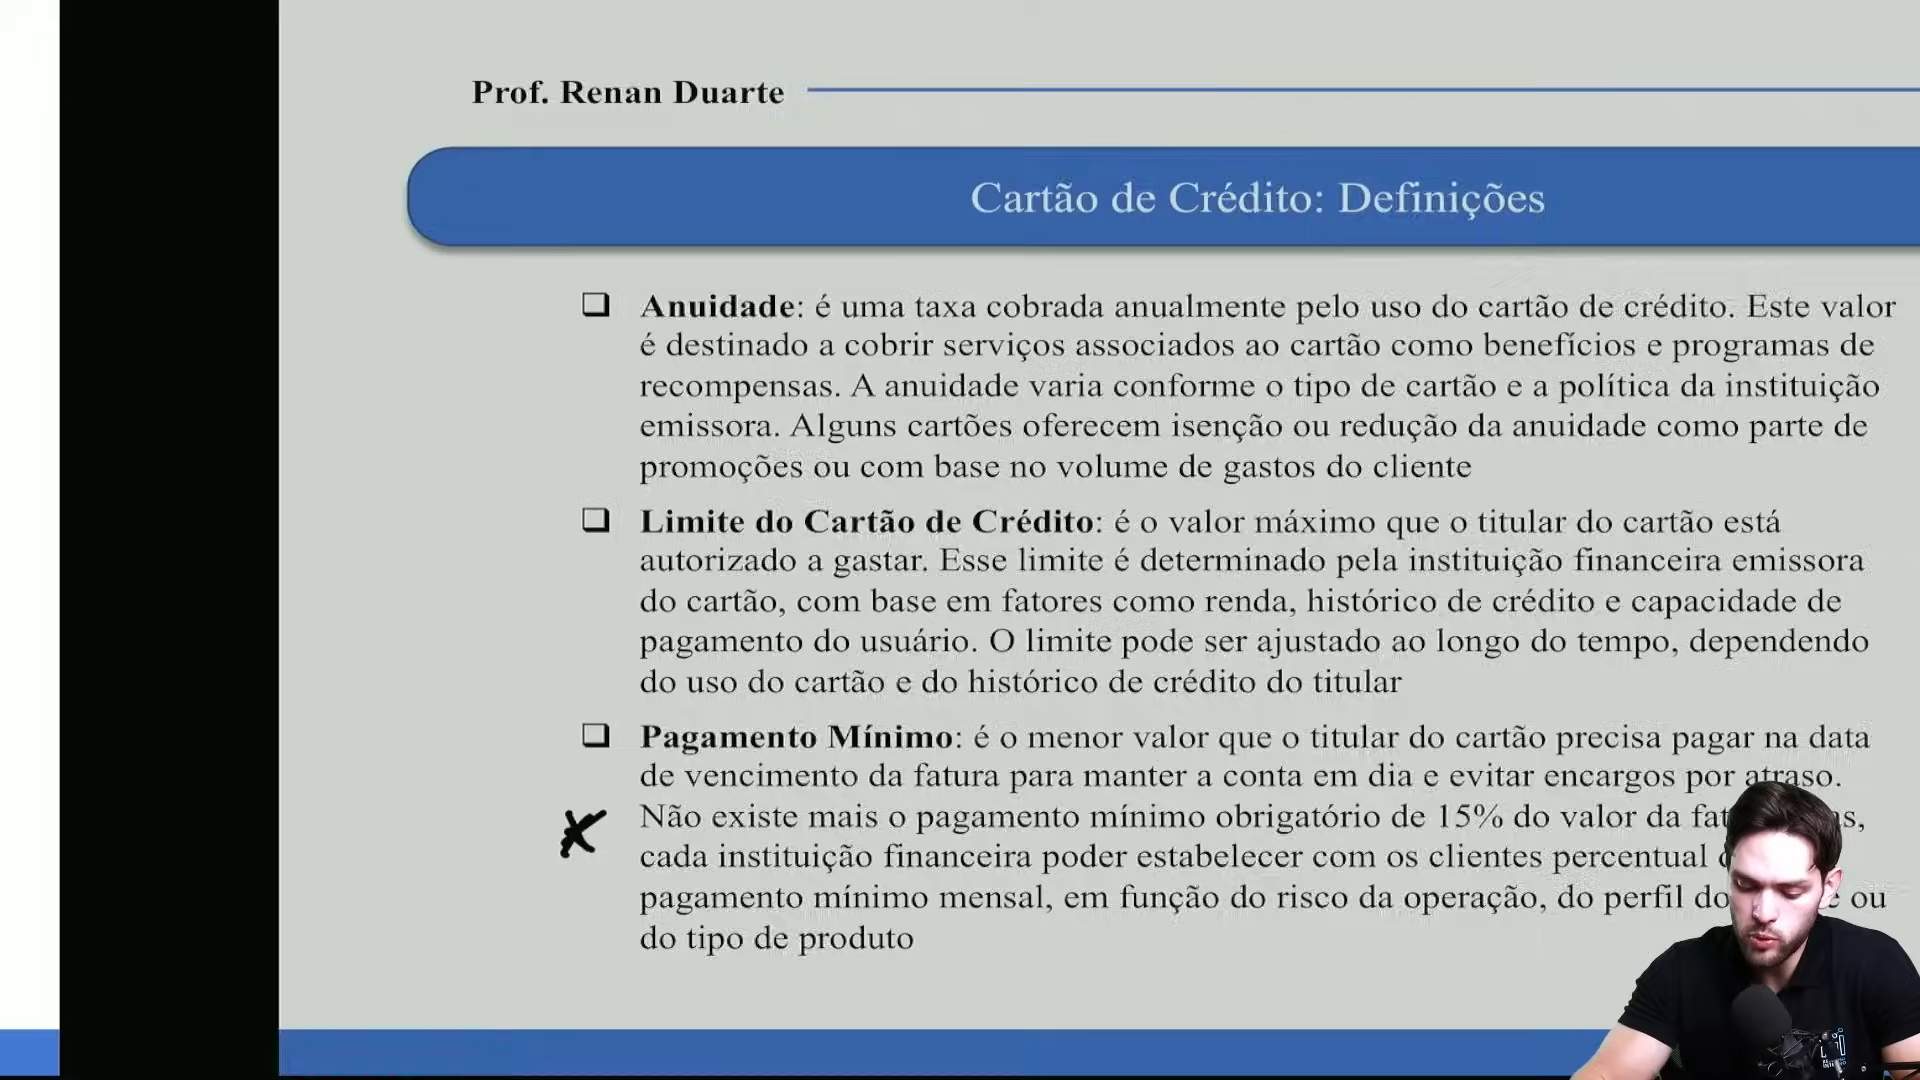 Prof. Renan Duarte
Cartão de Crédito: Definições
Anuidade: é uma taxa cobrada anualmente pelo uso do cartão de crédito. Este valor
é destinado a cobrir serviços associados ao cartão como benefícios e programas de
recompensas. A anuidade varia conforme o tipo de cartão e a política da instituição
emissora. Alguns cartões oferecem isenção ou redução da anuidade como parte de
promoções ou com base no volume de gastos do cliente
Limite do Cartão de Crédito: é o valor máximo que o titular do cartão está
autorizado a gastar. Esse limite é determinado pela instituição financeira emissora
do cartão, com base em fatores como renda, histórico de crédito e capacidade de
pagamento do usuário. O limite pode ser ajustado ao longo do tempo, dependendo
do uso do cartão e do histórico de crédito do titular
Pagamento Mínimo: é o menor valor que o titular do cartão precisa pagar na data
de vencimento da fatura para manter a conta em dia e evitar encargos por atraso.
Não existe mais o pagamento mínimo obrigatório de 15% do valor da
cada instituição financeira poder estabelecer com os clientes percentual
pagamento mínimo mensal, em função do risco da operação, do perfil do ou
do tipo de produto